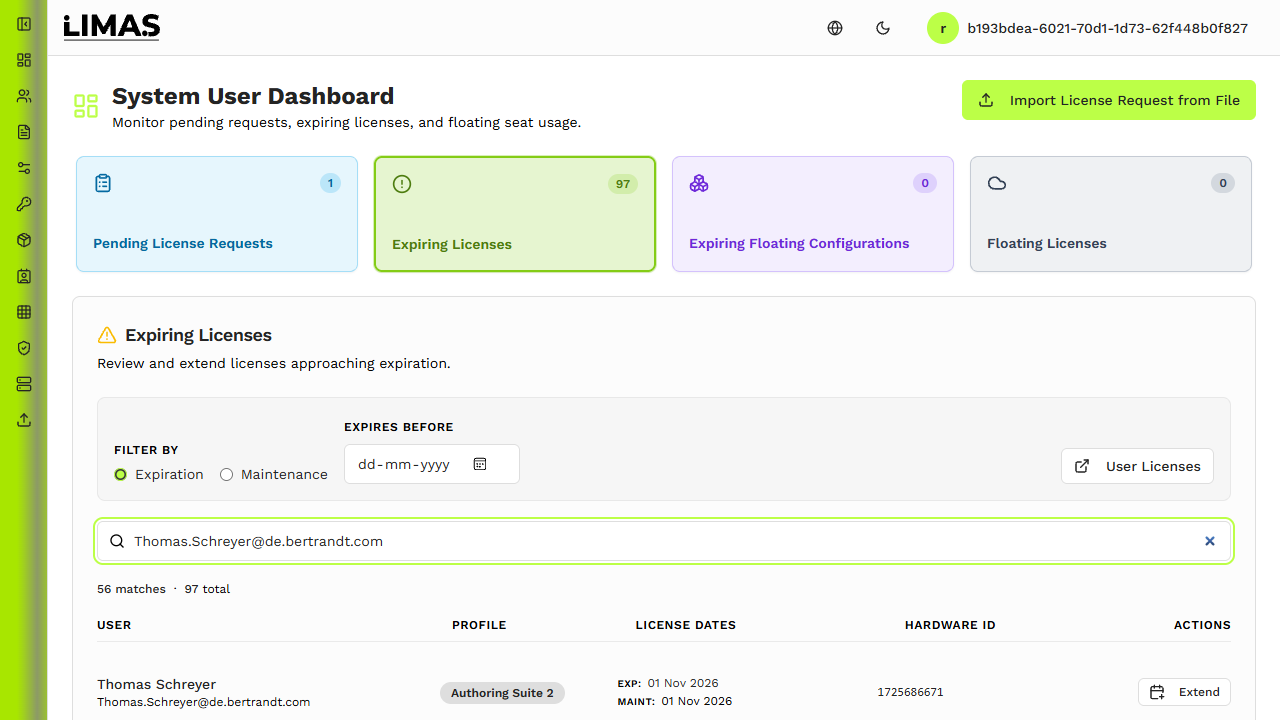 LIMAS
r
b193bdea-6021-70d1-1d73-62f448b0f827
System User Dashboard
Monitor pending requests, expiring licenses, and floating seat usage.
Import License Request from File
1
Pending License Requests
97
Expiring Licenses
0
Expiring Floating Configurations
0
Floating Licenses
Expiring Licenses
Review and extend licenses approaching expiration.
FILTER BY
Expiration
Maintenance
EXPIRES BEFORE
dd-mm-yyyy
User Licenses
Thomas.Schreyer@de.bertrandt.com
56 matches · 97 total
USER PROFILE LICENSE DATES HARDWARE ID ACTIONS
Thomas Schreyer
Thomas.Schreyer@de.bertrandt.com
Authoring Suite 2
EXP: 01 Nov 2026
MAINT: 01 Nov 2026
1725686671
Extend